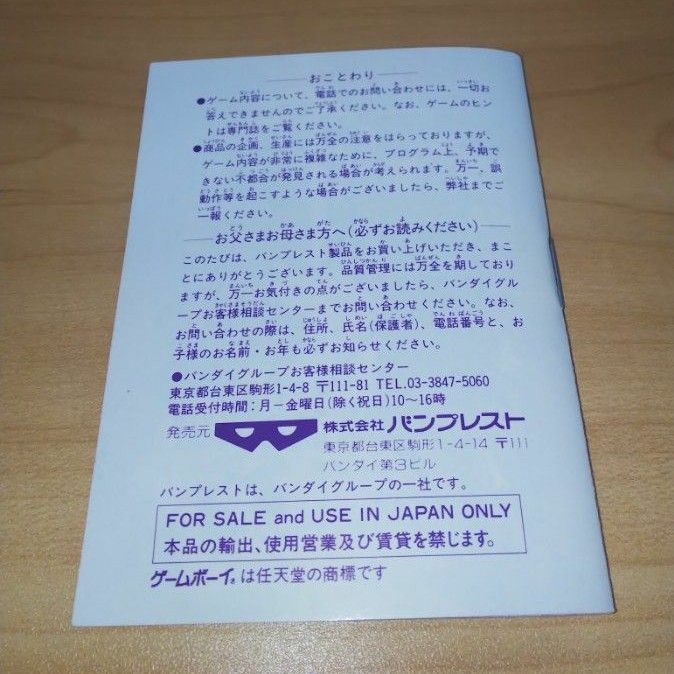 おことわり
●ゲーム内容について、電話でのお問い合わせには、一切お
答えできませんのでご了承ください。なお、ゲームのヒン
トは専門誌をご覧ください。
●商品の企画、生産には万全の注意をはらっておりますが、
ゲーム内容が非常に複雑なために、プログラム上、予期で
きない不都合が発見される場合が考えられます。万一、誤
動作等を起こすような場合がございましたら、弊社までご
一報ください。
お父さまお母さま方へ(必ずお読みください)
このたびは、バンプレスト製品をお買い上げいただき、まこ
とにありがとうございます。品質管理には万全を期しており
ますが、万一お気付きの点がございましたら、バンダイグル
ープお客様相談センターまでお問い合わせください。なお、
お問い合わせの際は、住所、氏名(保護者)、電話番号と、お
子様のお名前・お年も必ずお知らせください。
●バンダイグループお客様相談センター
東京都台東区駒形1-4-8 〒111-81 TEL.03-3847-5060
電話受付時間：月－金曜日(除く祝日)10～16時
発売元 株式会社 バンプレスト
東京都台東区駒形1-4-14 〒111
バンダイ第3ビル
バンプレストは、バンダイグループの一社です。
FOR SALE and USE IN JAPAN ONLY
本品の輸出、使用営業及び賃貸を禁じます。
ゲームボーイ®は任天堂の商標です